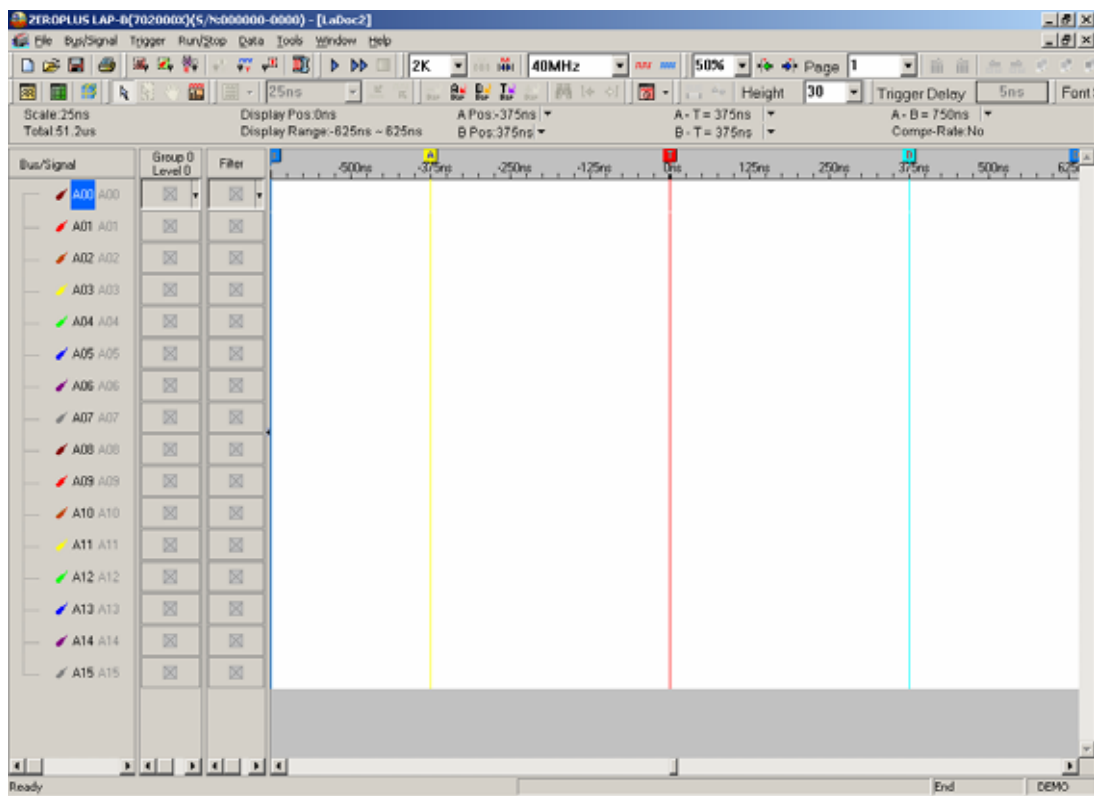 ZEROPLUS LAP-B(702000X)(S/N:000000-0000) - [LaDoc2]
File Bus/Signal Trigger Run/Stop Data Tools Window Help
2K 40MHz 50% Page 1
25ns Height 30 Trigger Delay 5ns Font
Scale:25ns Display Pos:0ns A Pos:-375ns A - T = 375ns A - B = 750ns
Total:51.2us Display Range:-625ns ~ 625ns B Pos:375ns B - T = 375ns Compr-Rate:No
Bus/Signal Group 0 Level 0 Filter -500ns -375ns -250ns -125ns 0ns 125ns 250ns 375ns 500ns 625
A T
A00 A00
A01 A01
A02 A02
A03 A03
A04 A04
A05 A05
A06 A06
A07 A07
A08 A08
A09 A09
A10 A10
A11 A11
A12 A12
A13 A13
A14 A14
A15 A15
Ready End DEMO